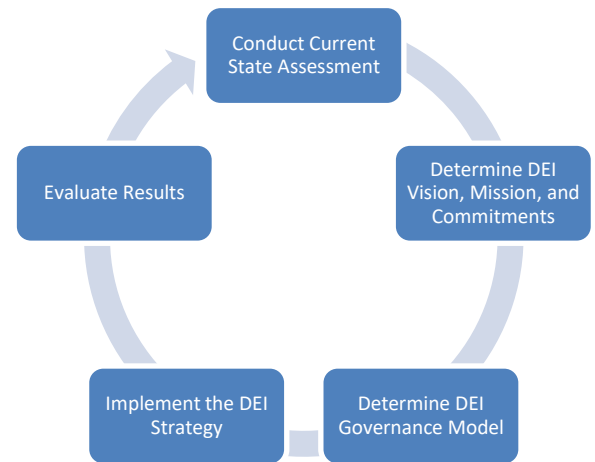 Conduct Current
State Assessment
Determine DEI
Vision, Mission, and
Commitments
Determine DEI
Governance Model
Implement the DEI
Strategy
Evaluate Results